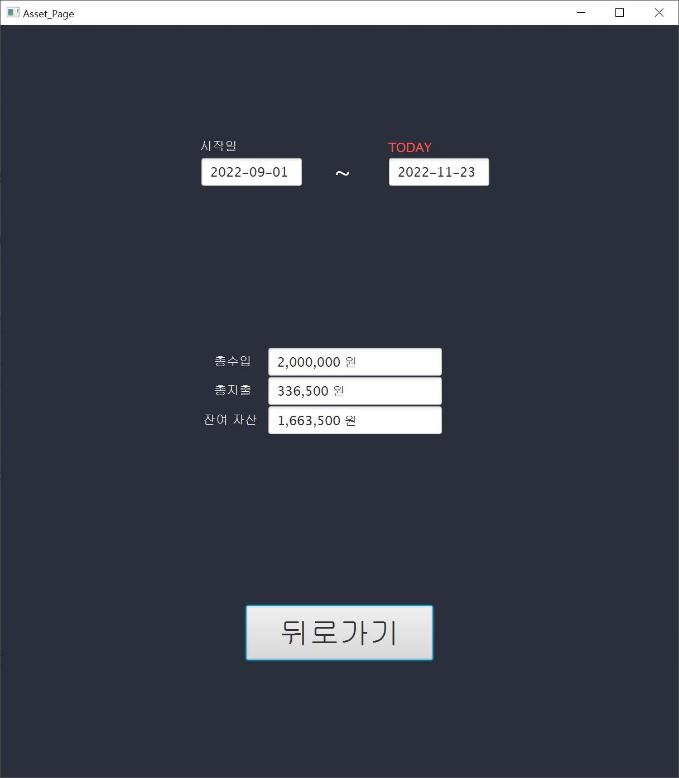 Asset_Page
시작일
TODAY
2022-09-01 ~ 2022-11-23
총수입 2,000,000 원
총지출 336,500 원
잔여 자산 1,663,500 원
뒤로가기